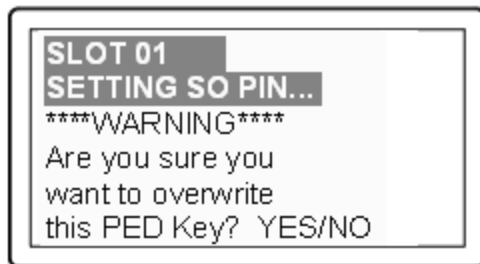 SLOT 01
SETTING SO PIN...
****WARNING****
Are you sure you
want to overwrite
this PED Key? YES/NO